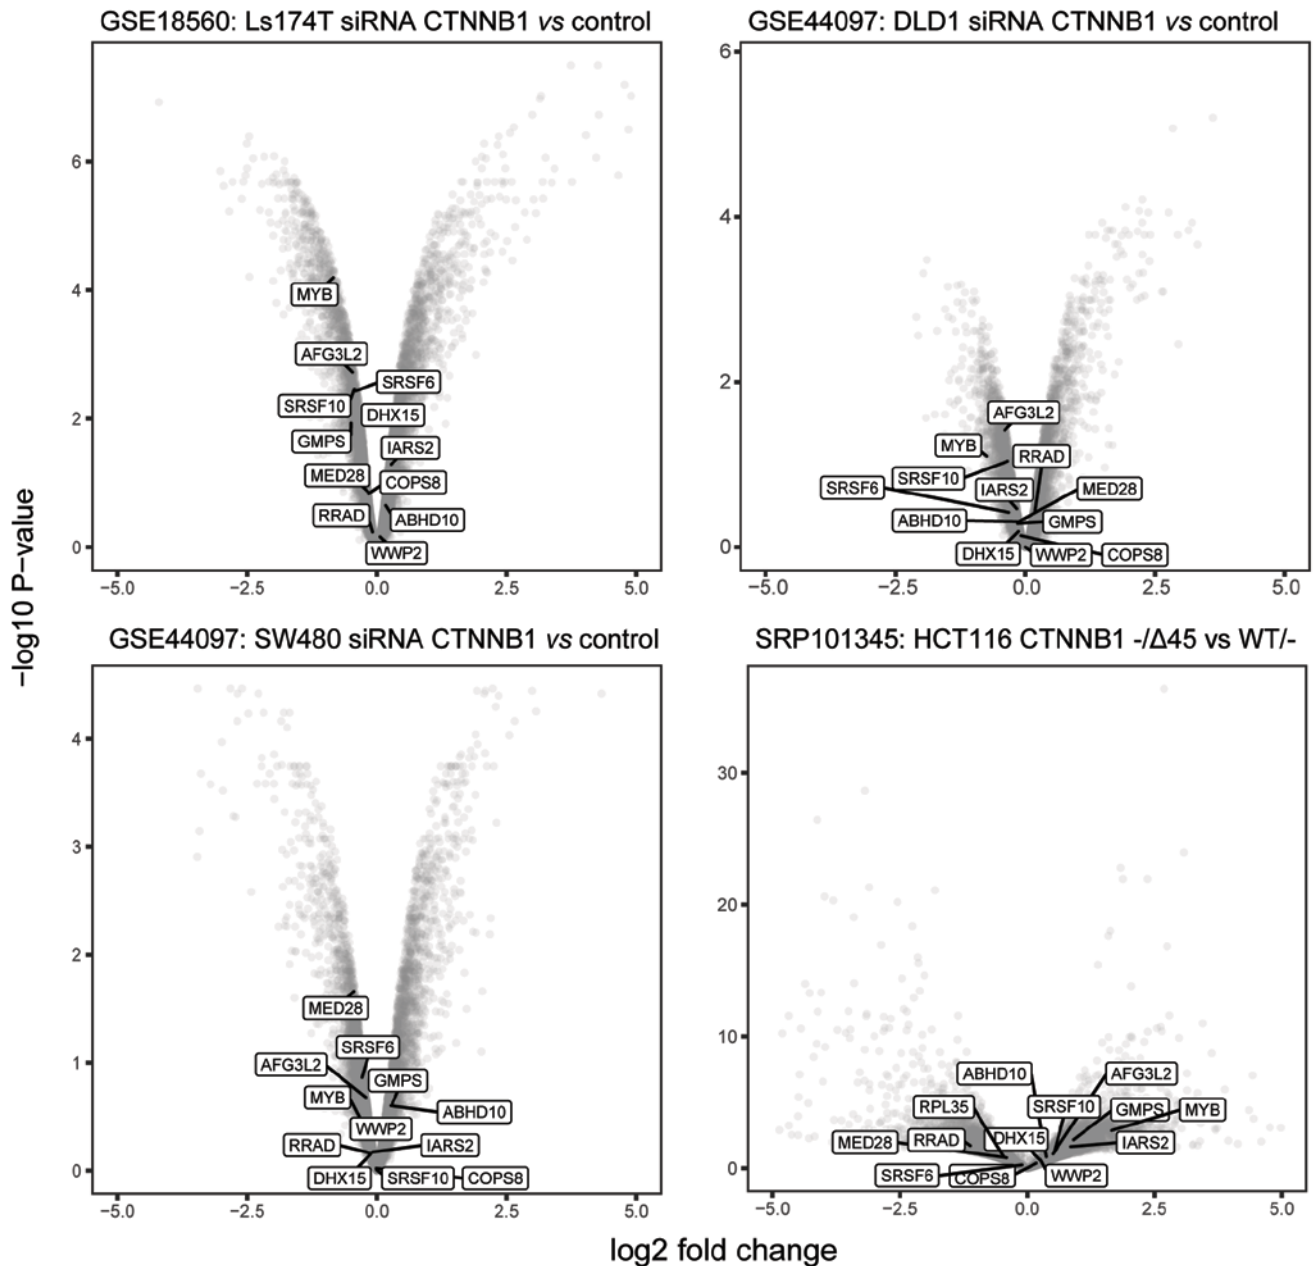 GSE18560: Ls174T siRNA CTNNB1 vs control
GSE44097: DLD1 siRNA CTNNB1 vs control
6
4
2
0
MYB
AFG3L2
SRSF6
SRSF10
DHX15
GMPS
IARS2
MED28
COPS8
RRAD
ABHD10
WWP2
−5.0 −2.5 0.0 2.5 5.0
6
4
2
0
AFG3L2
MYB
RRAD
SRSF10
SRSF6
IARS2
MED28
ABHD10
GMPS
DHX15
WWP2
COPS8
−5.0 −2.5 0.0 2.5 5.0
−log10 P−value
GSE44097: SW480 siRNA CTNNB1 vs control
SRP101345: HCT116 CTNNB1 -/Δ45 vs WT/-
4
3
2
1
0
MED28
SRSF6
AFG3L2
GMPS
MYB
ABHD10
WWP2
RRAD
IARS2
DHX15
SRSF10
COPS8
−5.0 −2.5 0.0 2.5 5.0
30
20
10
0
ABHD10
AFG3L2
RPL35
SRSF10
GMPS
MYB
MED28
RRAD
DHX15
IARS2
SRSF6
COPS8
WWP2
−5.0 −2.5 0.0 2.5 5.0
log2 fold change